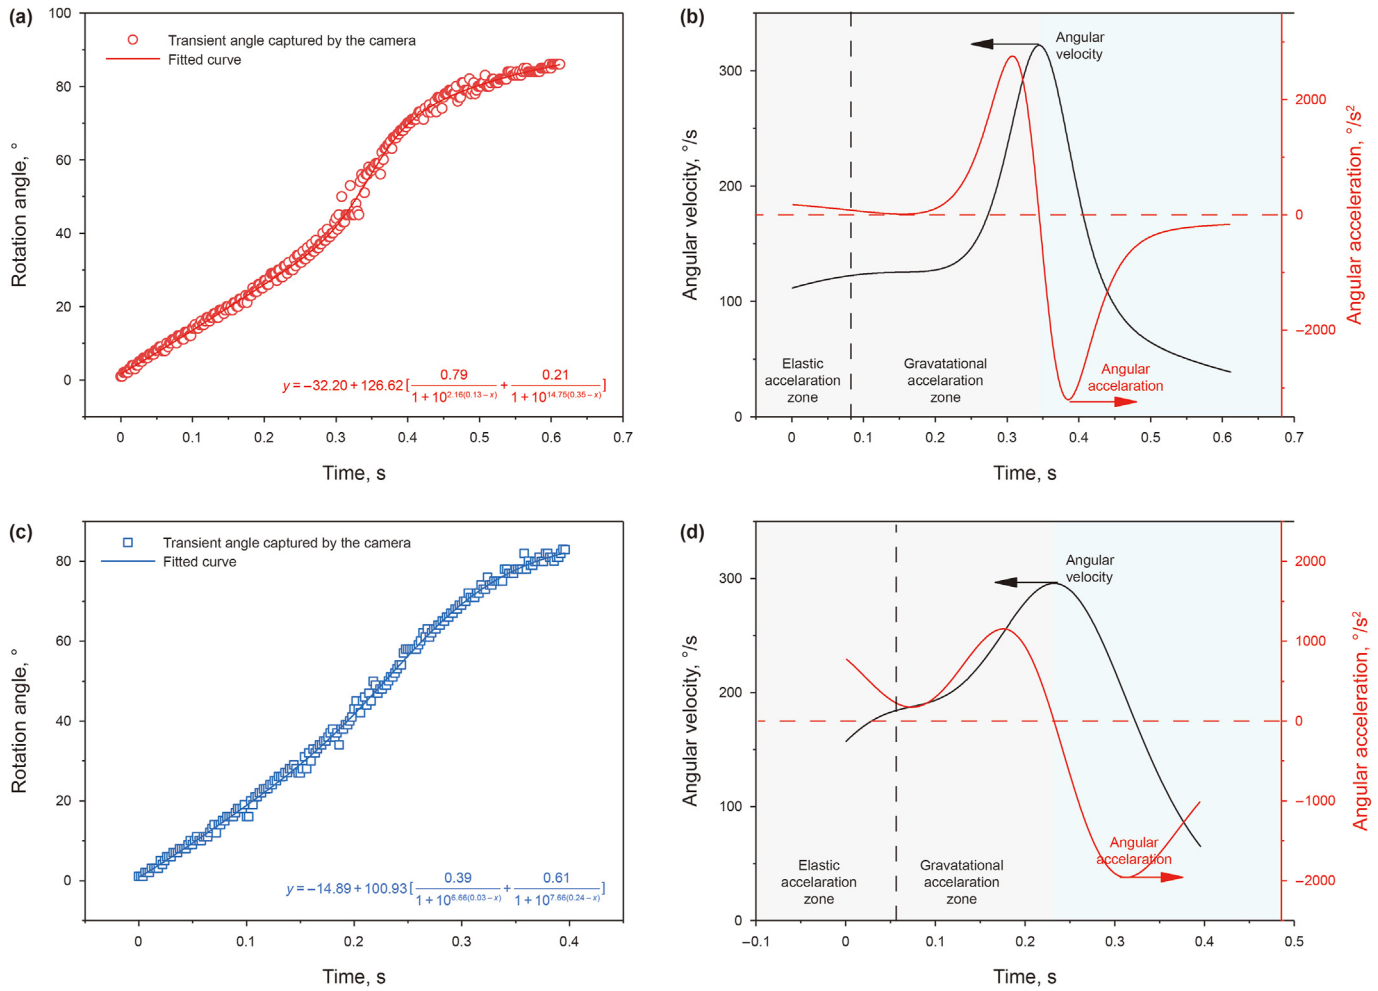 (a)
100
80
60
40
20
0
Rotation angle, °
Transient angle captured by the camera
Fitted curve
y = −32.20 + 126.62 [ 0.79 / 1 + 10^2.16(0.13 − x) + 0.21 / 1 + 10^14.75(0.35 − x) ]
0 0.1 0.2 0.3 0.4 0.5 0.6 0.7
Time, s
(b)
300
200
100
0
Angular velocity, °/s
Angular
velocity
Elastic
accelaration
zone
Gravatational
accelaration
zone
Angular
accelaration
2000
0
−2000
Angular acceleration, °/s²
0 0.1 0.2 0.3 0.4 0.5 0.6 0.7
Time, s
(c)
80
60
40
20
0
Rotation angle, °
Transient angle captured by the camera
Fitted curve
y = −14.89 + 100.93 [ 0.39 / 1 + 10^6.66(0.03 − x) + 0.61 / 1 + 10^7.66(0.24 − x) ]
0 0.1 0.2 0.3 0.4
Time, s
(d)
300
200
100
0
Angular velocity, °/s
Angular
velocity
Elastic
accelaration
zone
Gravatational
accelaration
zone
Angular
accelaration
2000
1000
0
−1000
−2000
Angular acceleration, °/s²
−0.1 0 0.1 0.2 0.3 0.4 0.5
Time, s